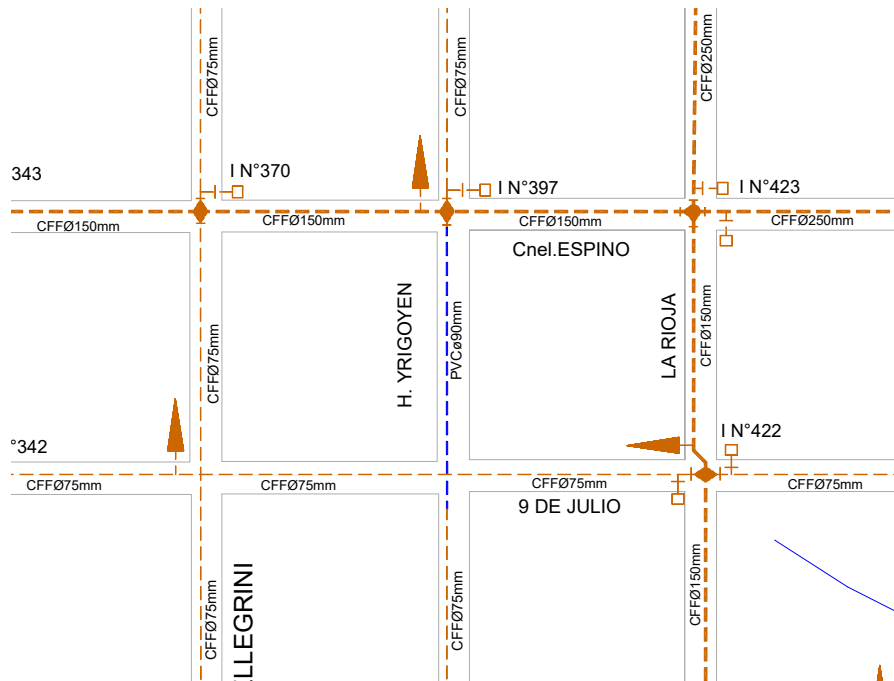 CFFØ75mm
CFFØ75mm
CFFØ250mm
343
I N°370
I N°397
I N°423
CFFØ150mm
CFFØ150mm
CFFØ150mm
CFFØ250mm
Cnel.ESPINO
CFFØ75mm
H. YRIGOYEN
PVCø90mm
LA RIOJA
CFFØ150mm
°342
I N°422
CFFØ75mm
CFFØ75mm
CFFØ75mm
CFFØ75mm
9 DE JULIO
CFFØ75mm
LLEGRINI
CFFØ75mm
CFFØ150mm